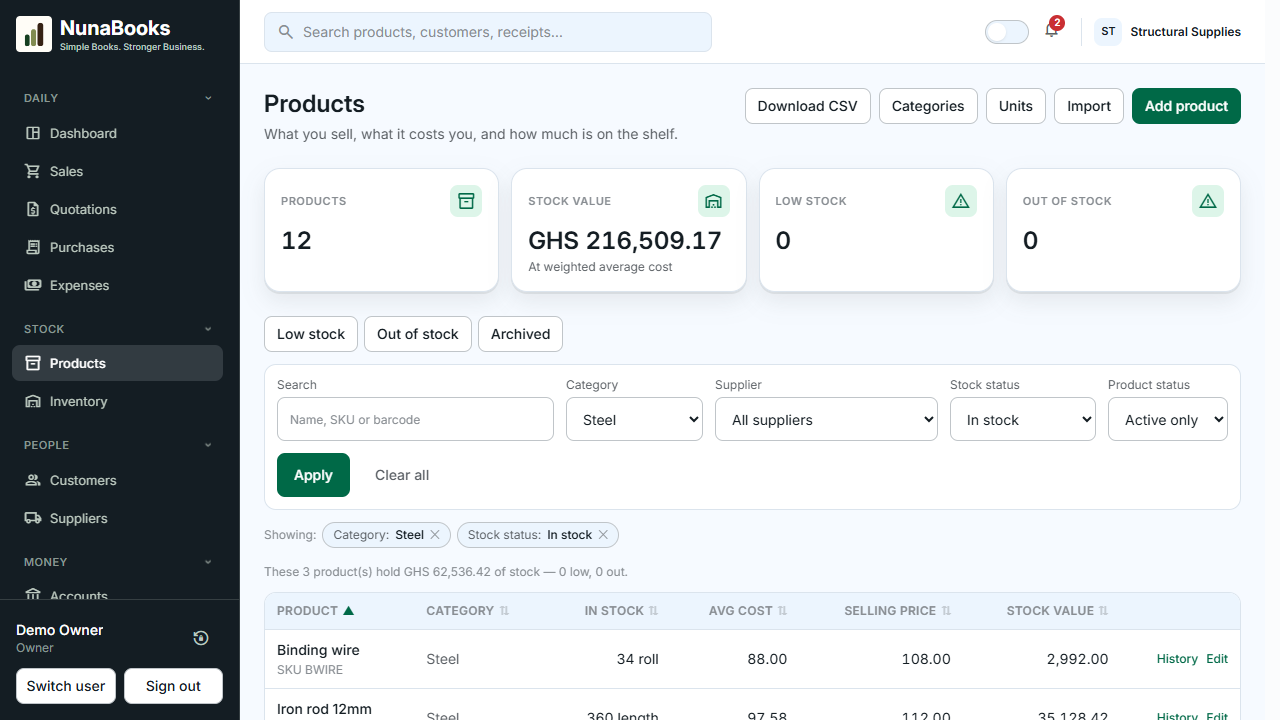 NunaBooks
Simple Books. Stronger Business.
DAILY
Dashboard
Sales
Quotations
Purchases
Expenses
STOCK
Products
Inventory
PEOPLE
Customers
Suppliers
MONEY
Accounts
Demo Owner
Owner
Switch user
Sign out
Search products, customers, receipts...
2
ST
Structural Supplies
Products
What you sell, what it costs you, and how much is on the shelf.
Download CSV
Categories
Units
Import
Add product
PRODUCTS
12
STOCK VALUE
GHS 216,509.17
At weighted average cost
LOW STOCK
0
OUT OF STOCK
0
Low stock
Out of stock
Archived
Search
Name, SKU or barcode
Category
Steel
Supplier
All suppliers
Stock status
In stock
Product status
Active only
Apply
Clear all
Showing:
Category: Steel
Stock status: In stock
These 3 product(s) hold GHS 62,536.42 of stock — 0 low, 0 out.
PRODUCT CATEGORY IN STOCK AVG COST SELLING PRICE STOCK VALUE
Binding wire
SKU BWIRE
Steel 34 roll 88.00 108.00 2,992.00 History Edit
Iron rod 12mm
Steel 360 length 97.58 112.00 35,128.42 History Edit